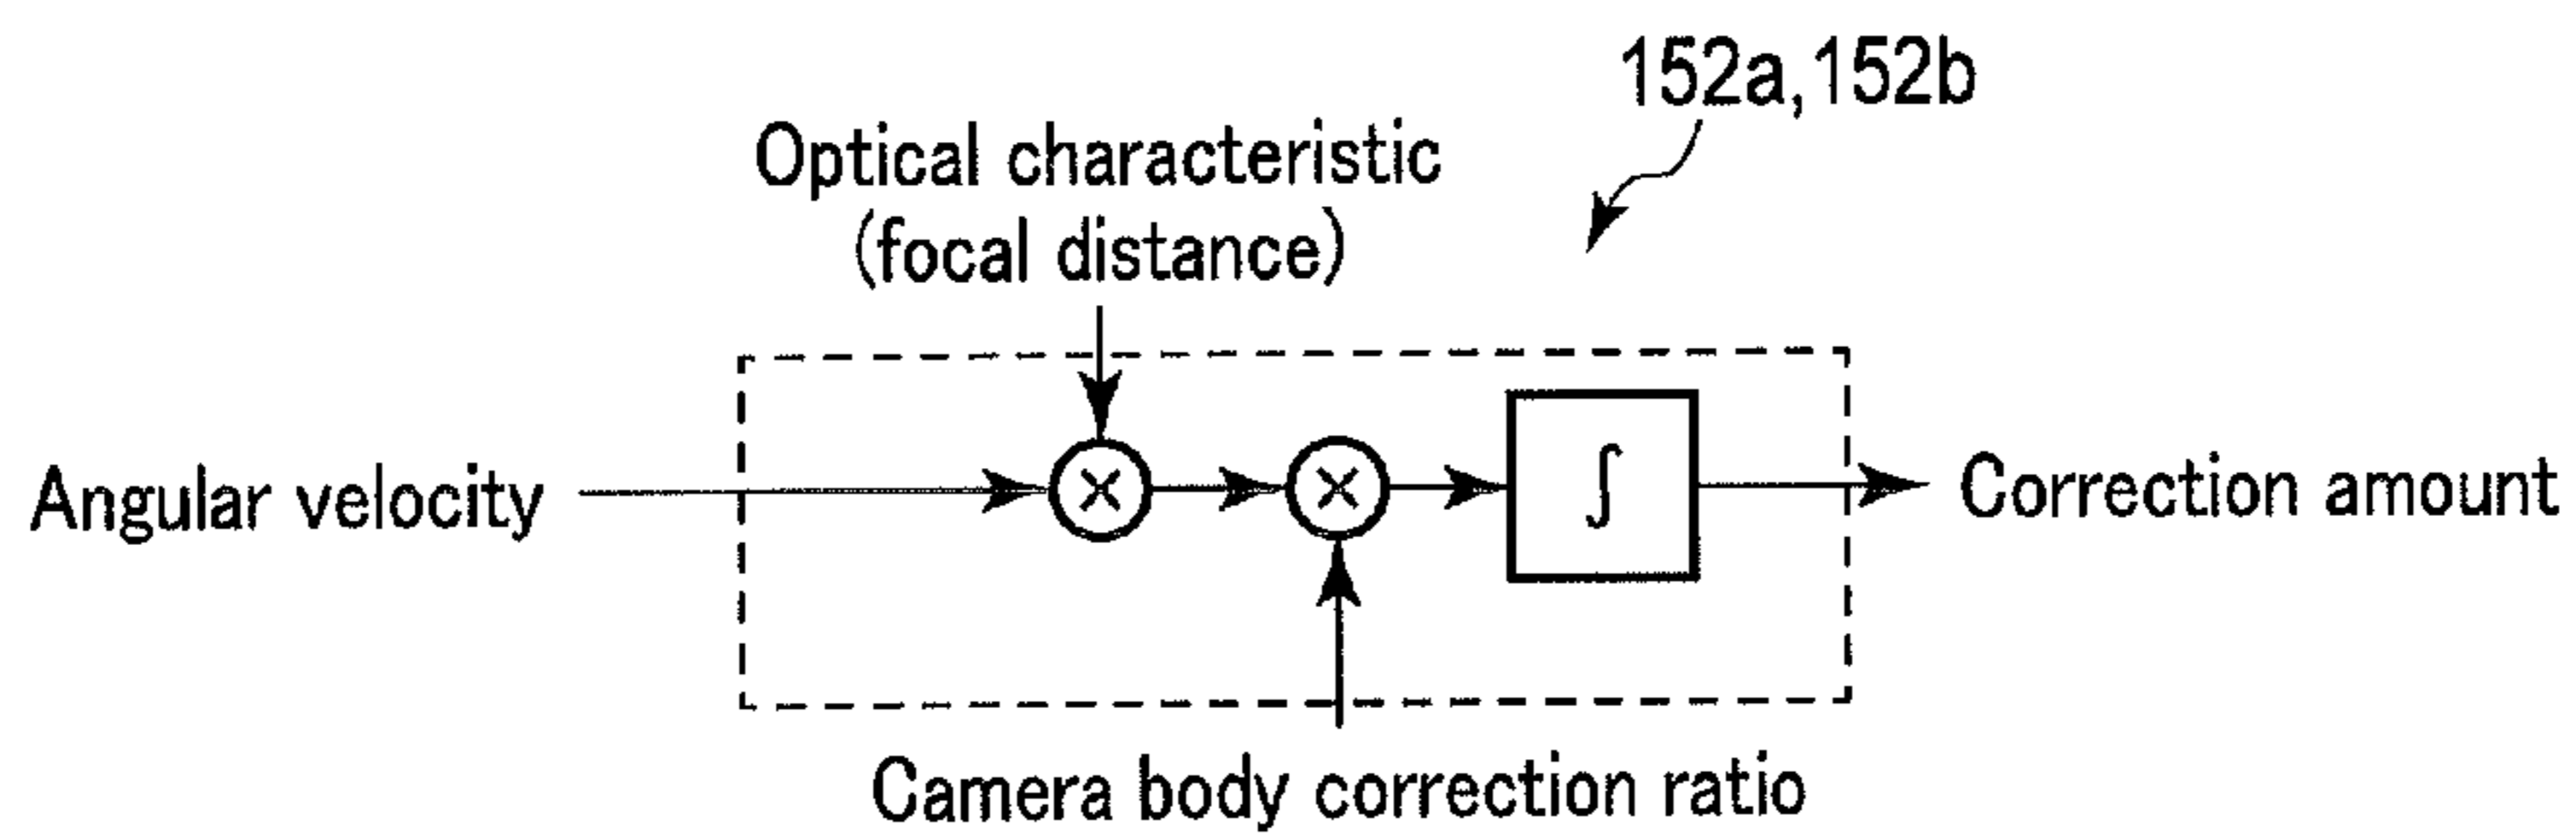 152a,152b
Optical characteristic
(focal distance)
Angular velocity
× × ∫
Correction amount
Camera body correction ratio